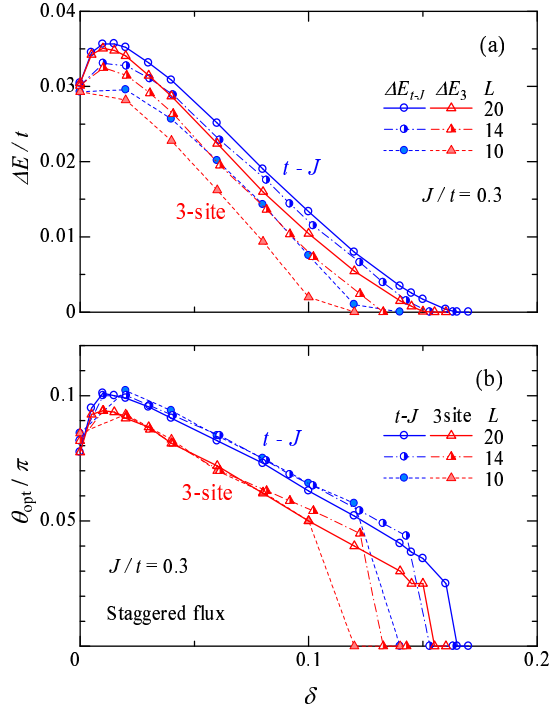 0.04
(a)
ΔE_{t-J} ΔE_3 L
20
14
10
0.03
0.02
0.01
0
ΔE / t
t - J
3-site
J / t = 0.3
(b)
t-J 3site L
20
14
10
0.1
0.05
0
θ_opt / π
t - J
3-site
J / t = 0.3
Staggered flux
0 0.1 0.2
δ